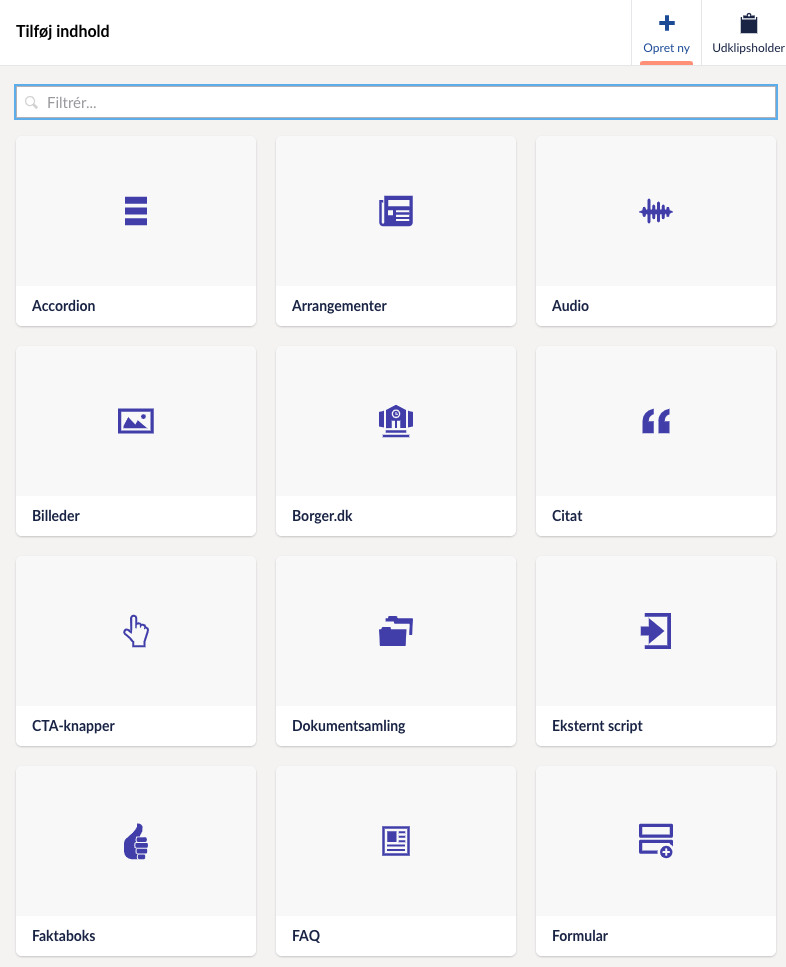 Tilføj indhold
Opret ny
Udklipsholder
Filtrér...
Accordion
Arrangementer
Audio
Billeder
Borger.dk
Citat
CTA-knapper
Dokumentsamling
Eksternt script
Faktaboks
FAQ
Formular